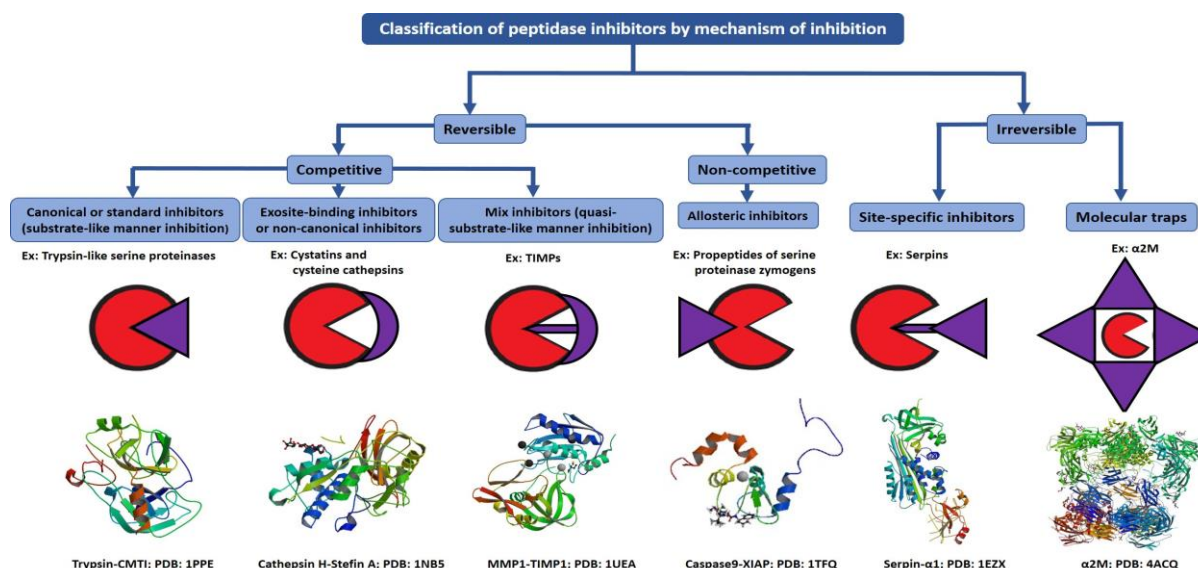 Classification of peptidase inhibitors by mechanism of inhibition
Reversible
Irreversible
Competitive
Non-competitive
Canonical or standard inhibitors
(substrate-like manner inhibition)
Exosite-binding inhibitors
or non-canonical inhibitors
Mix inhibitors (quasi-
substrate-like manner inhibition)
Allosteric inhibitors
Site-specific inhibitors
Molecular traps
Ex: Trypsin-like serine proteinases
Ex: Cystatins and
cysteine cathepsins
Ex: TIMPs
Ex: Propeptides of serine
proteinase zymogens
Ex: Serpins
Ex: α2M
Trypsin-CMTI: PDB: 1PPE
Cathepsin H-Stefin A: PDB: 1NB5
MMP1-TIMP1: PDB: 1UEA
Caspase9-XIAP: PDB: 1TFQ
Serpin-α1: PDB: 1EZX
α2M: PDB: 4ACQ